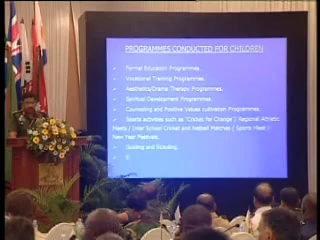 PROGRAMMES CONDUCTED FOR CHILDREN
Formal Education Programmes.
Vocational Training Programmes.
Aesthetics/Drama Therapy Programmes.
Spiritual Development Programmes.
Counseling and Positive Values cultivation Programmes.
Sports activities such as "Cricket for Change"/ Regional Athletic
Meets / Inter School Cricket and Netball Matches / Sports Meet /
New Year Festivals.
Guiding and Scouting.